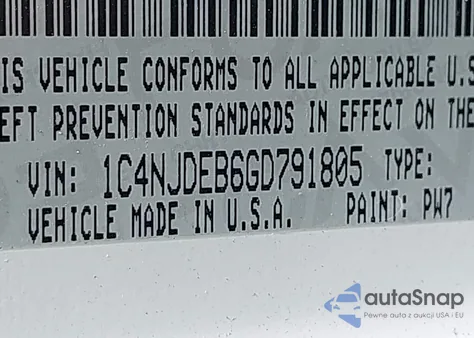 IS VEHICLE CONFORMS TO ALL APPLICABLE U.S
EFT PREVENTION STANDARDS IN EFFECT ON THE
VIN: 1C4NJDEB6GD791805 TYPE:
VEHICLE MADE IN U.S.A. PAINT: PW7
autoSnap
Pewne auta z aukcji USA i EU